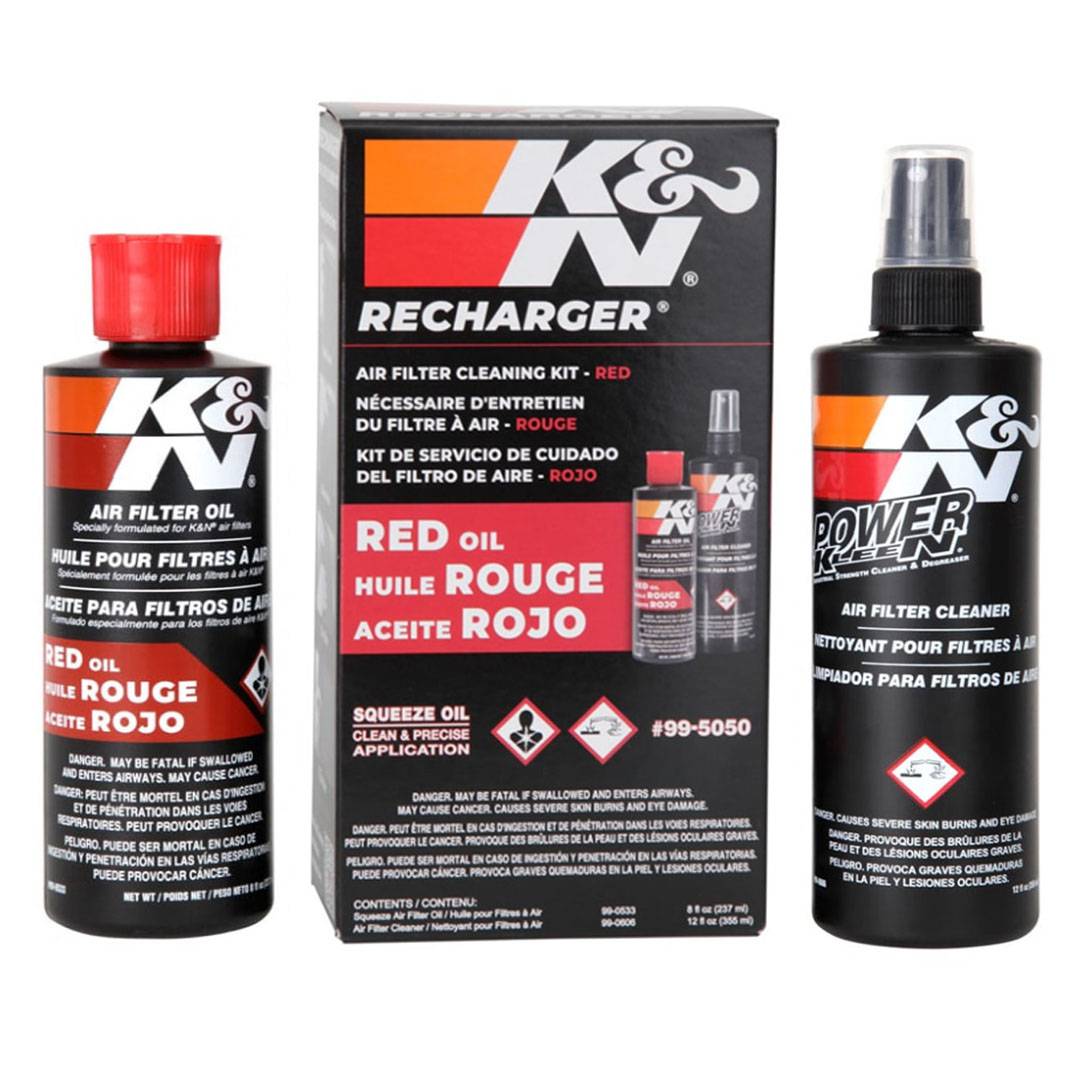 K&
N®
AIR FILTER OIL
Specially formulated for K&N® air filters
HUILE POUR FILTRES À AIR
Spécialement formulée pour les filtres à air K&N®
ACEITE PARA FILTROS DE AIRE
Formulado especialmente para los filtros de aire K&N®
RED OIL
HUILE ROUGE
ACEITE ROJO
DANGER. MAY BE FATAL IF SWALLOWED
AND ENTERS AIRWAYS. MAY CAUSE CANCER.
DANGER: PEUT ÊTRE MORTEL EN CAS D'INGESTION
ET DE PÉNÉTRATION DANS LES VOIES
RESPIRATOIRES. PEUT PROVOQUER LE CANCER.
PELIGRO. PUEDE SER MORTAL EN CASO DE
INGESTIÓN Y PENETRACIÓN EN LAS VÍAS RESPIRATORIAS
PUEDE PROVOCAR CÁNCER.
NET WT / POIDS NET / PESO NETO 8 fl oz
RECHARGER
K&
N®
RECHARGER®
AIR FILTER CLEANING KIT - RED
NÉCESSAIRE D'ENTRETIEN
DU FILTRE À AIR - ROUGE
KIT DE SERVICIO DE CUIDADO
DEL FILTRO DE AIRE - ROJO
RED OIL
HUILE ROUGE
ACEITE ROJO
SQUEEZE OIL
CLEAN & PRECISE
APPLICATION
#99-5050
DANGER. MAY BE FATAL IF SWALLOWED AND ENTERS AIRWAYS.
MAY CAUSE CANCER. CAUSES SEVERE SKIN BURNS AND EYE DAMAGE.
DANGER. PEUT ÊTRE MORTEL EN CAS D'INGESTION ET DE PÉNÉTRATION DANS LES VOIES RESPIRATOIRES.
PEUT PROVOQUER LE CANCER. PROVOQUE DES BRÛLURES DE LA PEAU ET DES LÉSIONS OCULAIRES GRAVES.
PELIGRO. PUEDE SER MORTAL EN CASO DE INGESTIÓN Y PENETRACIÓN EN LAS VÍAS RESPIRATORIAS.
PUEDE PROVOCAR CÁNCER. PROVOCA GRAVES QUEMADURAS EN LA PIEL Y LESIONES OCULARES.
CONTENTS / CONTENU:
Squeeze Air Filter Oil / Huile pour Filtres à Air 99-0533 8 fl oz (237 ml)
Air Filter Cleaner / Nettoyant pour Filtres à Air 99-0606 12 fl oz (355 ml)
K&
N®
POWER
KLEEN®
INDUSTRIAL STRENGTH CLEANER & DEGREASER
AIR FILTER CLEANER
NETTOYANT POUR FILTRES À AIR
LIMPIADOR PARA FILTROS DE AIRE
DANGER. CAUSES SEVERE SKIN BURNS AND EYE DAMAGE.
DANGER. PROVOQUE DES BRÛLURES DE LA
PEAU ET DES LÉSIONS OCULAIRES GRAVES.
PELIGRO. PROVOCA GRAVES QUEMADURAS
EN LA PIEL Y LESIONES OCULARES.
12 fl oz